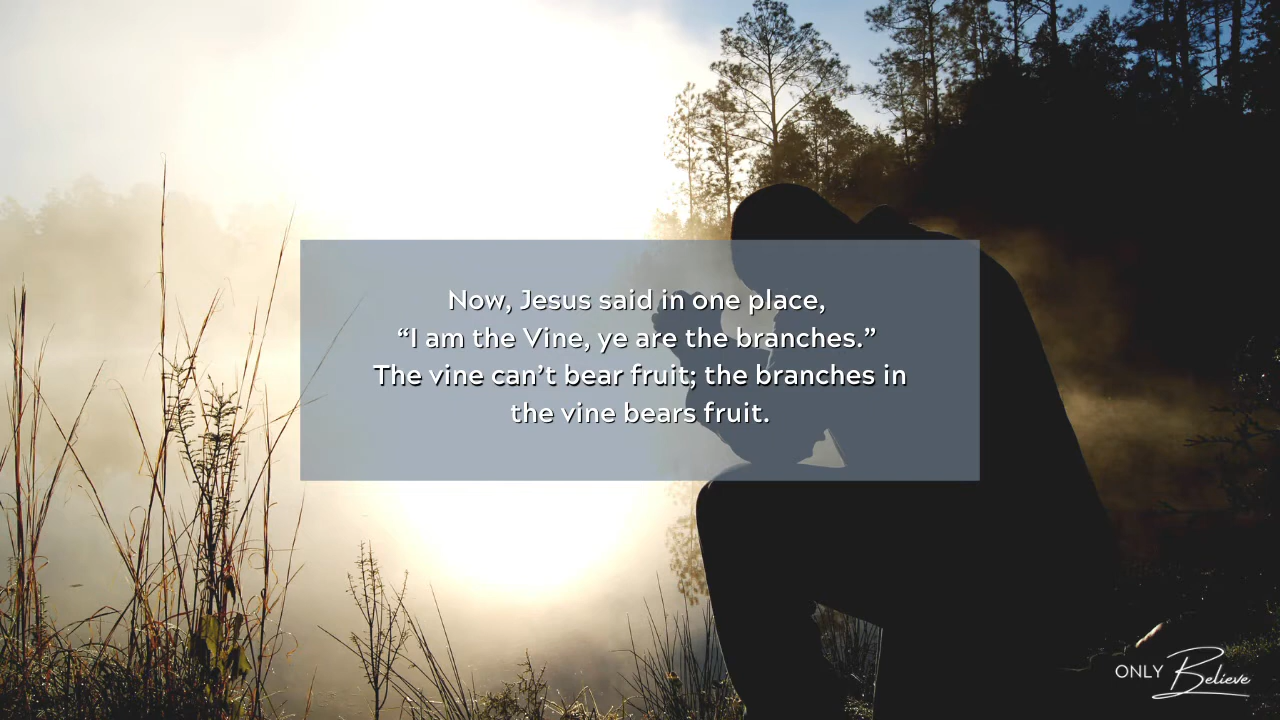 Now, Jesus said in one place,
“I am the Vine, ye are the branches.”
The vine can’t bear fruit; the branches in
the vine bears fruit.
ONLY Believe